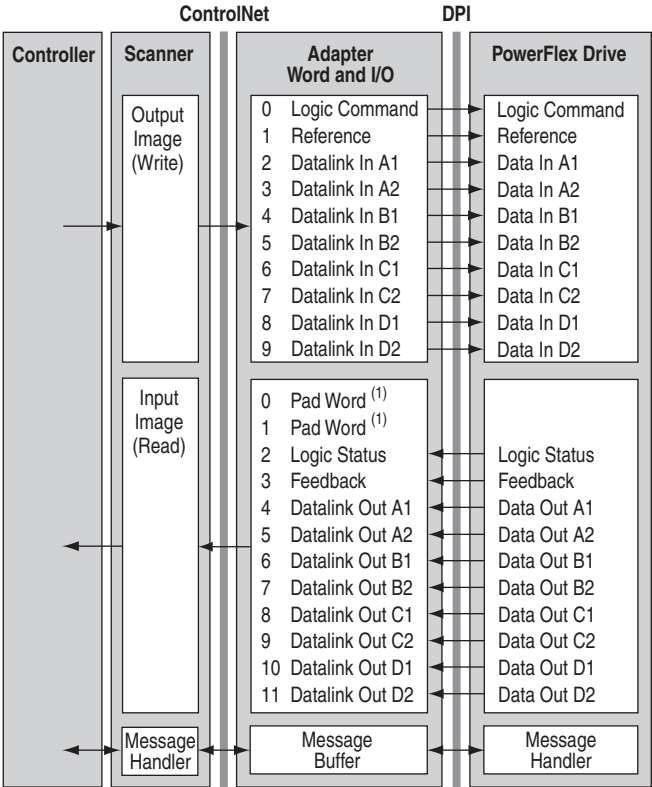 ControlNet DPI
Controller Scanner Adapter Word and I/O PowerFlex Drive
Output Image (Write)
0 Logic Command Logic Command
1 Reference Reference
2 Datalink In A1 Data In A1
3 Datalink In A2 Data In A2
4 Datalink In B1 Data In B1
5 Datalink In B2 Data In B2
6 Datalink In C1 Data In C1
7 Datalink In C2 Data In C2
8 Datalink In D1 Data In D1
9 Datalink In D2 Data In D2
Input Image (Read)
0 Pad Word (1)
1 Pad Word (1)
2 Logic Status Logic Status
3 Feedback Feedback
4 Datalink Out A1 Data Out A1
5 Datalink Out A2 Data Out A2
6 Datalink Out B1 Data Out B1
7 Datalink Out B2 Data Out B2
8 Datalink Out C1 Data Out C1
9 Datalink Out C2 Data Out C2
10 Datalink Out D1 Data Out D1
11 Datalink Out D2 Data Out D2
Message Handler Message Buffer Message Handler